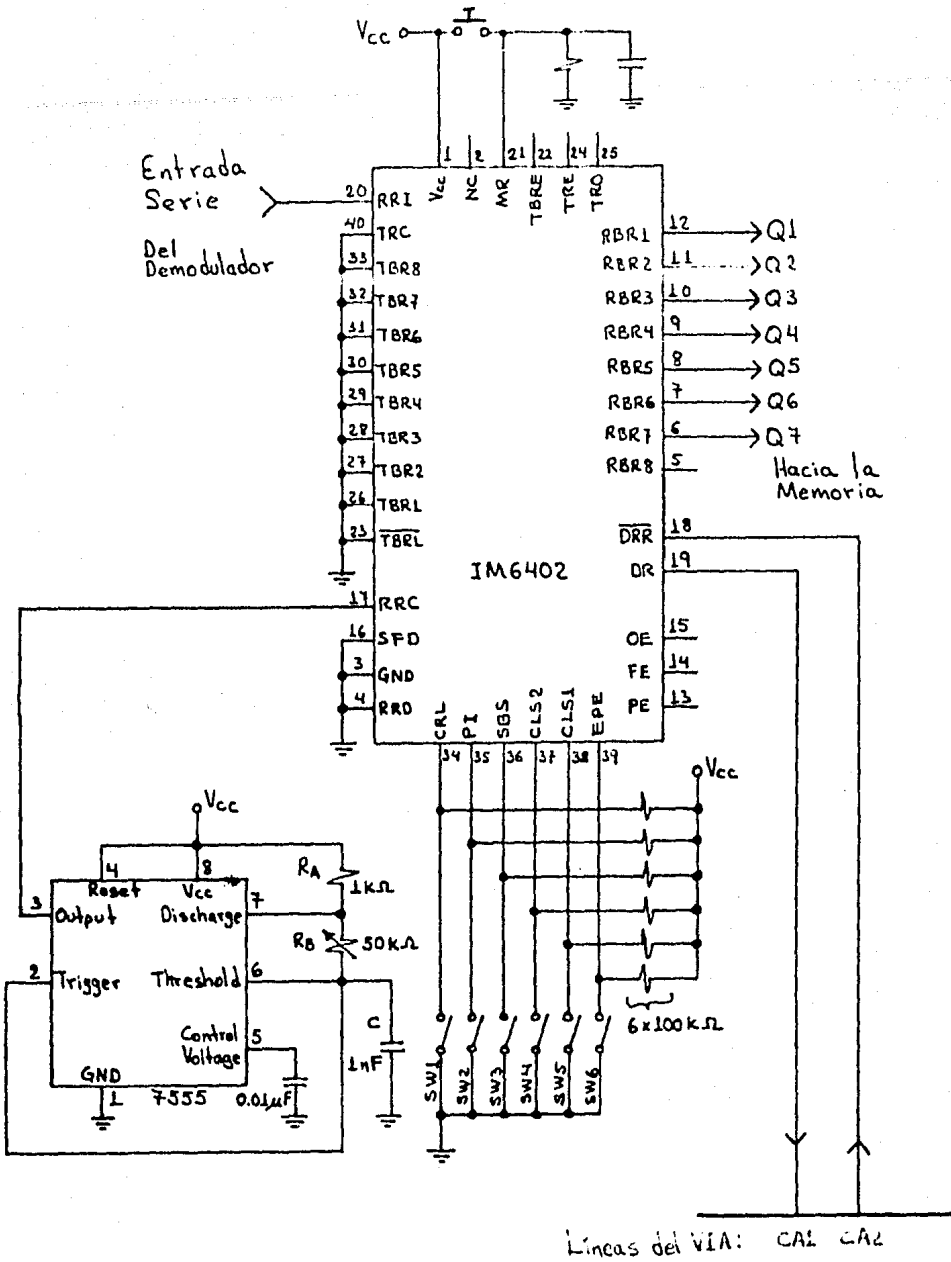 I
Vcc
1 2 21 22 24 25
Vcc NC MR TBRE TRE TRO
Entrada
Serie
Del
Demodulador
20 RRI
40 TRC
33 TBR8
32 TBR7
31 TBR6
30 TBR5
29 TBR4
28 TBR3
27 TBR2
26 TBR1
23 TBRL
17 RRC
16 SFD
3 GND
4 RRD
IM6402
RBR1 12 Q1
RBR2 11 Q2
RBR3 10 Q3
RBR4 9 Q4
RBR5 8 Q5
RBR6 7 Q6
RBR7 6 Q7
RBR8 5
Hacia la
Memoria
DRR 18
DR 19
OE 15
FE 14
PE 13
CRL PI SBS CLS2 CLS1 EPE
34 35 36 37 38 39
Vcc
6x100KΩ
SW1 SW2 SW3 SW4 SW5 SW6
Vcc
RA
1KΩ
RB 50KΩ
4 8
Reset Vcc
3 Output Discharge 7
2 Trigger Threshold 6
Control
Voltage 5
GND
1 7555
0.01μF
C
1nF
Líneas del VIA: CA1 CA2